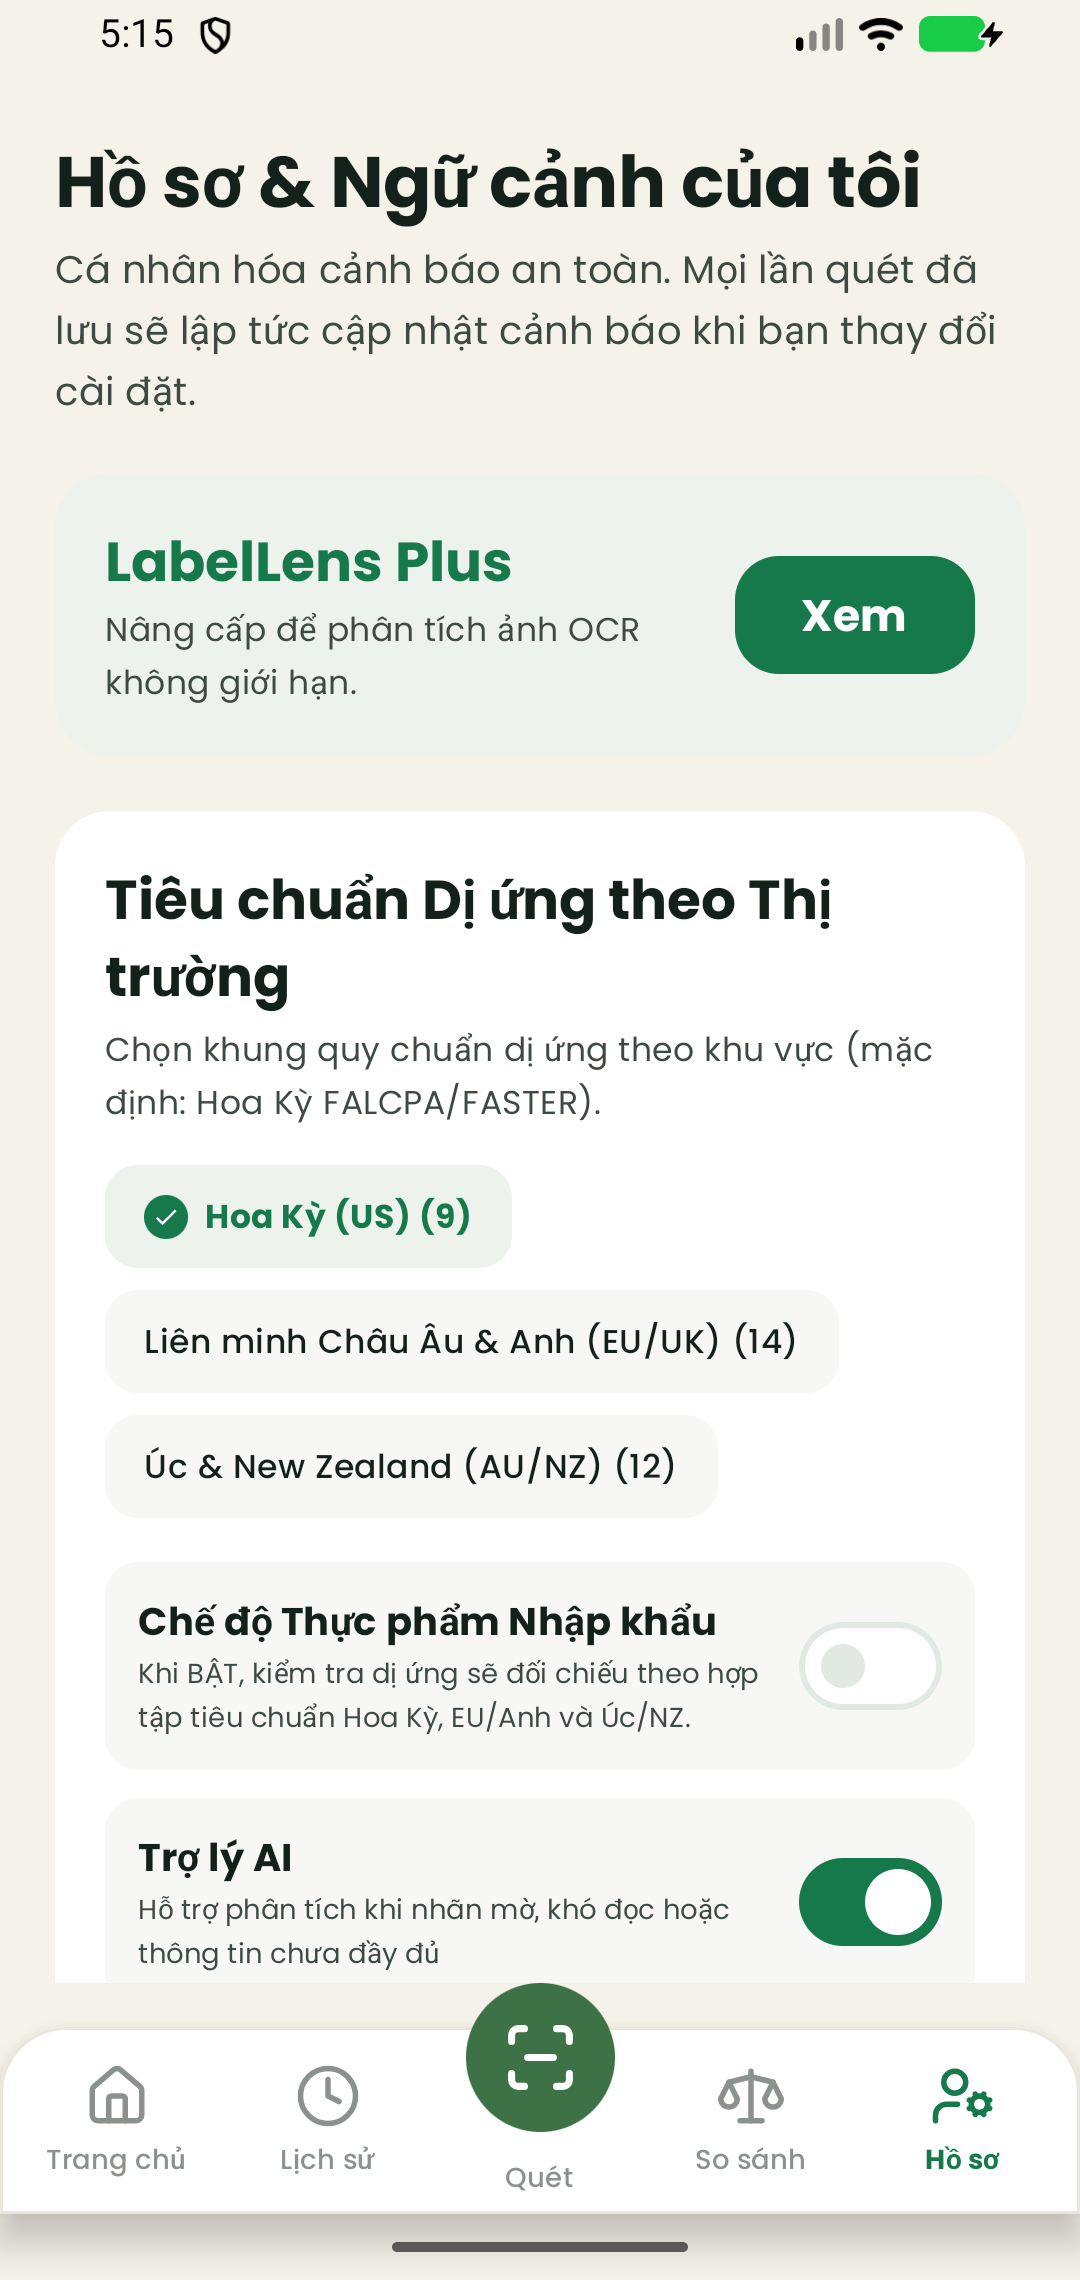 5:15
Hồ sơ & Ngữ cảnh của tôi
Cá nhân hóa cảnh báo an toàn. Mọi lần quét đã
lưu sẽ lập tức cập nhật cảnh báo khi bạn thay đổi
cài đặt.
LabelLens Plus
Nâng cấp để phân tích ảnh OCR
không giới hạn.
Xem
Tiêu chuẩn Dị ứng theo Thị
trường
Chọn khung quy chuẩn dị ứng theo khu vực (mặc
định: Hoa Kỳ FALCPA/FASTER).
Hoa Kỳ (US) (9)
Liên minh Châu Âu & Anh (EU/UK) (14)
Úc & New Zealand (AU/NZ) (12)
Chế độ Thực phẩm Nhập khẩu
Khi BẬT, kiểm tra dị ứng sẽ đối chiếu theo hợp
tập tiêu chuẩn Hoa Kỳ, EU/Anh và Úc/NZ.
Trợ lý AI
Hỗ trợ phân tích khi nhãn mờ, khó đọc hoặc
thông tin chưa đầy đủ
Trang chủ
Lịch sử
Quét
So sánh
Hồ sơ